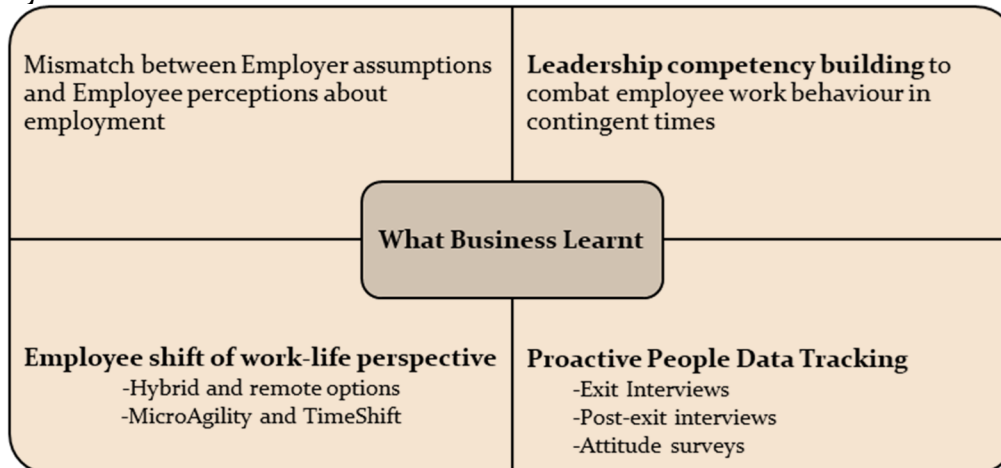 Mismatch between Employer assumptions
and Employee perceptions about
employment
Leadership competency building to
combat employee work behaviour in
contingent times
What Business Learnt
Employee shift of work-life perspective
-Hybrid and remote options
-MicroAgility and TimeShift
Proactive People Data Tracking
-Exit Interviews
-Post-exit interviews
-Attitude surveys